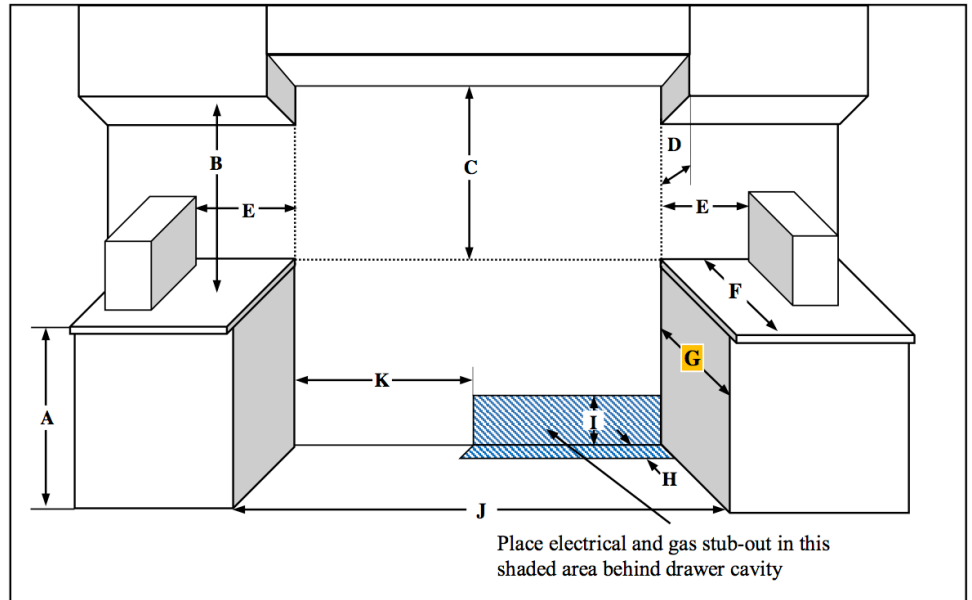 D
B
C
E
E
F
G
K
A
I
H
J
Place electrical and gas stub-out in this
shaded area behind drawer cavity